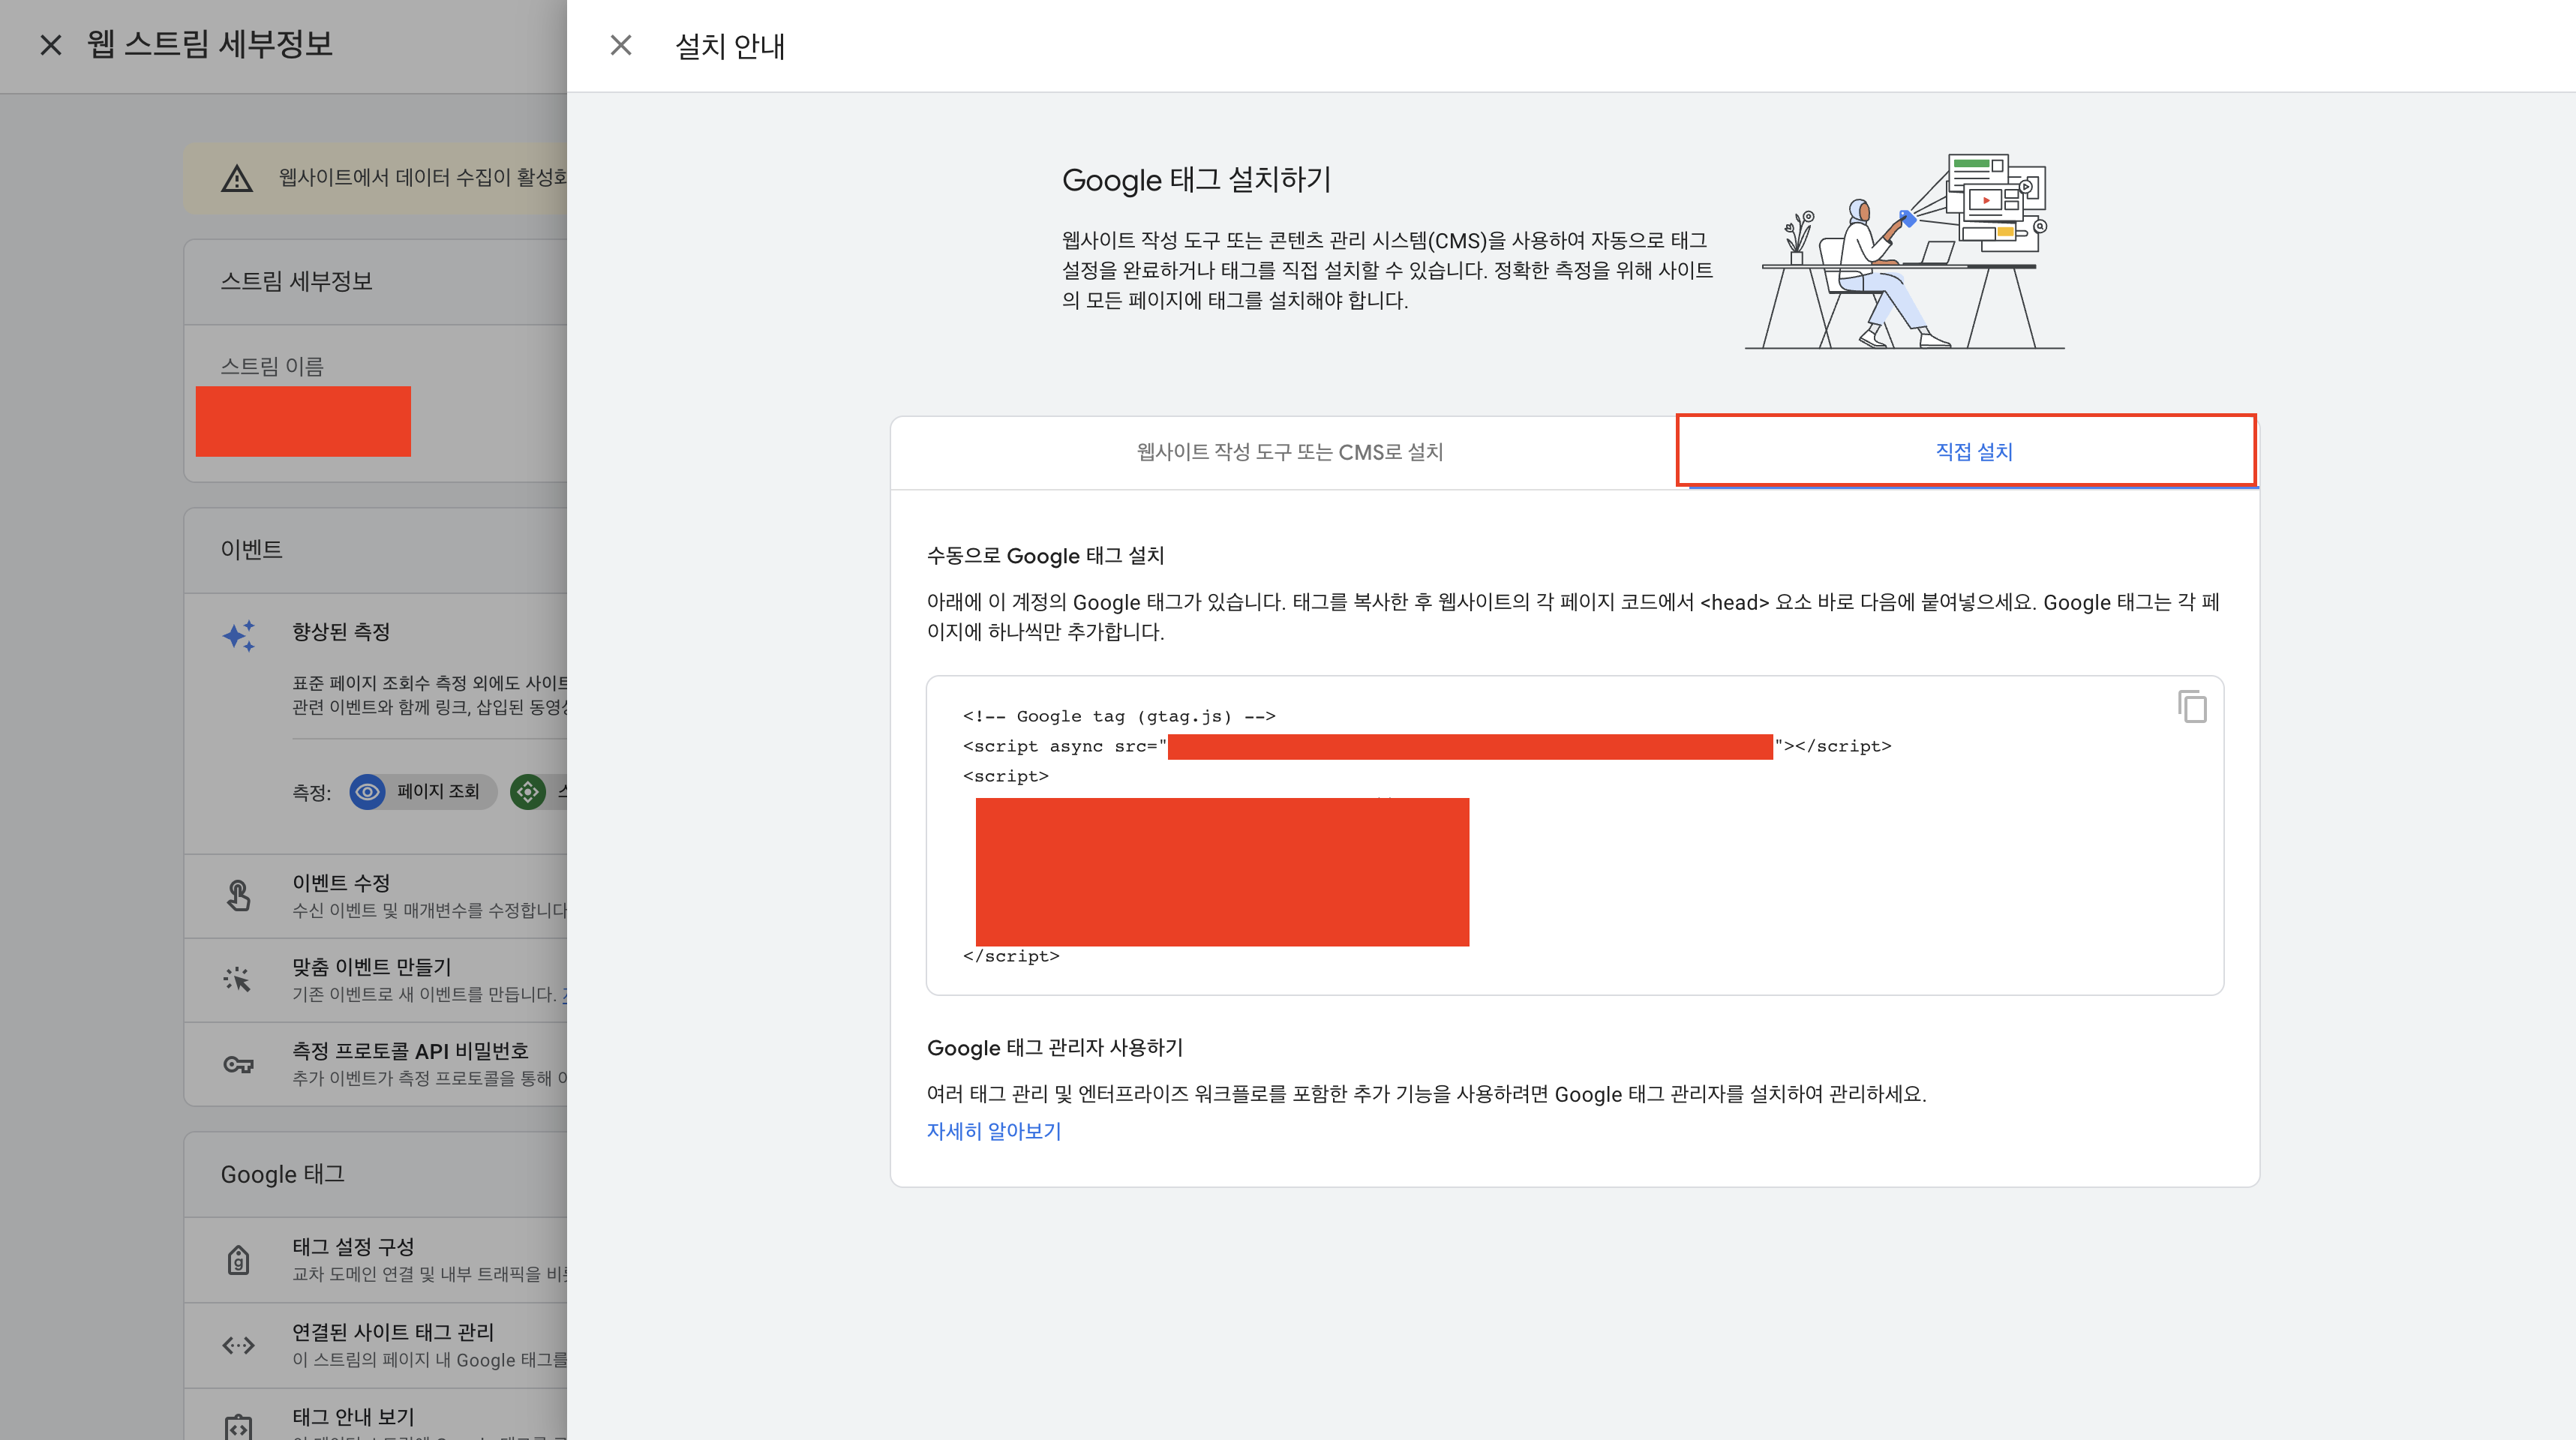 웹 스트림 세부정보
웹사이트에서 데이터 수집이 활성화
스트림 세부정보
스트림 이름
이벤트
향상된 측정
표준 페이지 조회수 측정 외에도 사이트
관련 이벤트와 함께 링크, 삽입된 동영상
측정:
페이지 조회
이벤트 수정
수신 이벤트 및 매개변수를 수정합니다
맞춤 이벤트 만들기
기존 이벤트로 새 이벤트를 만듭니다.
측정 프로토콜 API 비밀번호
추가 이벤트가 측정 프로토콜을 통해
Google 태그
태그 설정 구성
교차 도메인 연결 및 내부 트래픽을
연결된 사이트 태그 관리
이 스트림의 페이지 내 Google 태그를
태그 안내 보기
설치 안내
Google 태그 설치하기
웹사이트 작성 도구 또는 콘텐츠 관리 시스템(CMS)을 사용하여 자동으로 태그
설정을 완료하거나 태그를 직접 설치할 수 있습니다. 정확한 측정을 위해 사이트
의 모든 페이지에 태그를 설치해야 합니다.
웹사이트 작성 도구 또는 CMS로 설치
직접 설치
수동으로 Google 태그 설치
아래에 이 계정의 Google 태그가 있습니다. 태그를 복사한 후 웹사이트의 각 페이지 코드에서 <head> 요소 바로 다음에 붙여넣으세요. Google 태그는 각 페
이지에 하나씩만 추가합니다.
<!-- Google tag (gtag.js) -->
<script async src=" "></script>
<script>
</script>
Google 태그 관리자 사용하기
여러 태그 관리 및 엔터프라이즈 워크플로를 포함한 추가 기능을 사용하려면 Google 태그 관리자를 설치하여 관리하세요.
자세히 알아보기